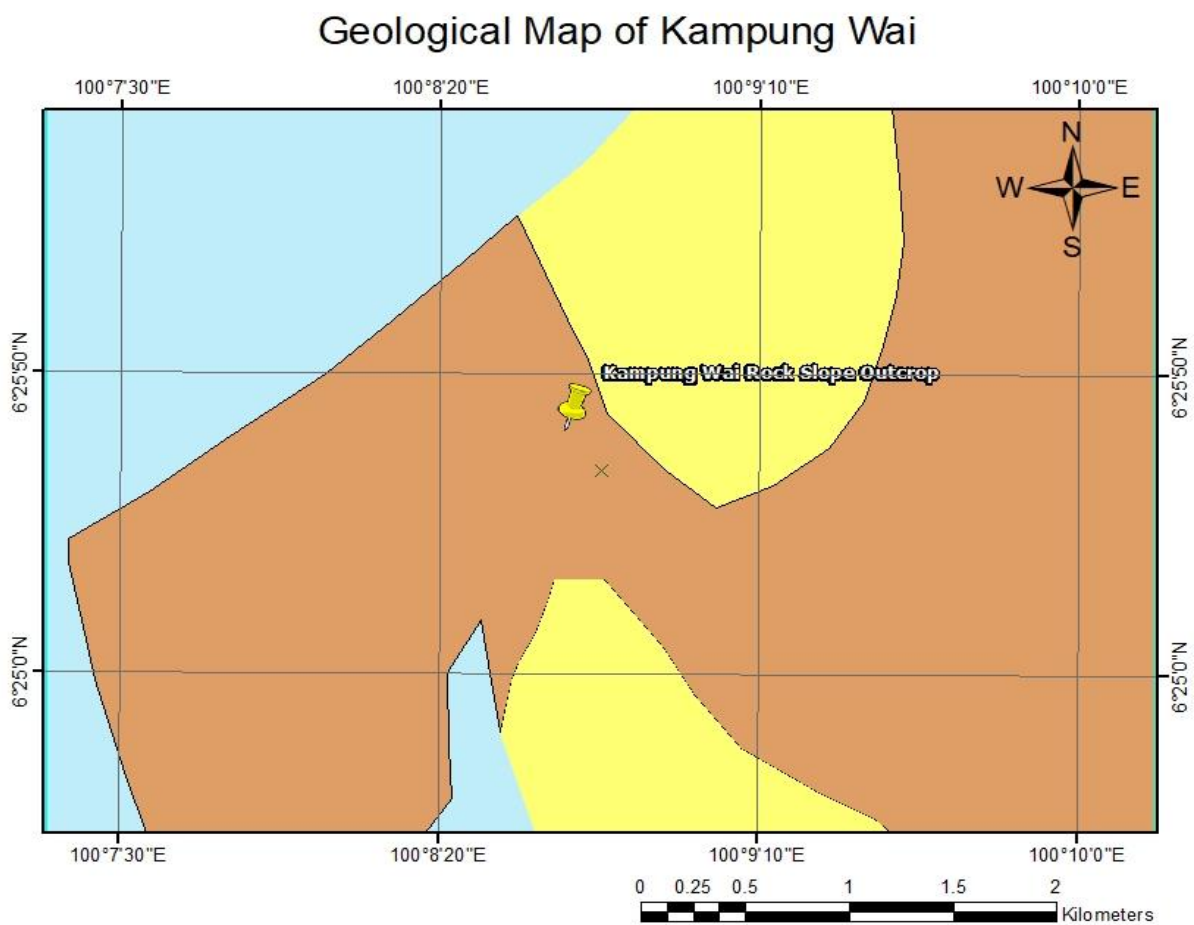 Geological Map of Kampung Wai
100°7'30"E 100°8'20"E 100°9'10"E 100°10'0"E
N
W E
S
6°25'50"N 6°25'50"N
Kampung Wai Rock Slope Outcrop
6°25'0"N 6°25'0"N
100°7'30"E 100°8'20"E 100°9'10"E 100°10'0"E
0 0.25 0.5 1 1.5 2
Kilometers